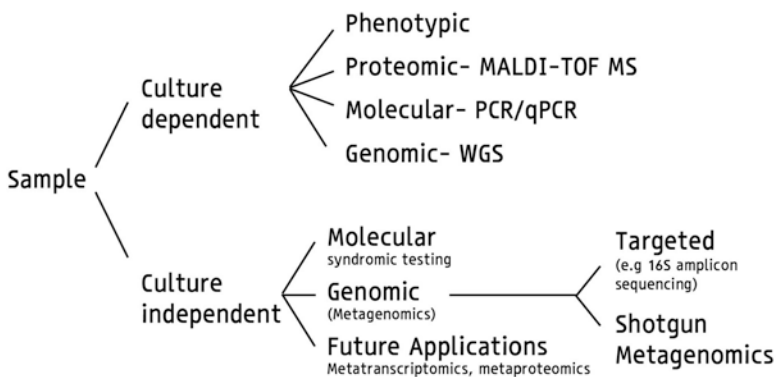 Phenotypic
Proteomic- MALDI-TOF MS
Culture
dependent
Molecular- PCR/qPCR
Genomic- WGS
Sample
Culture
independent
Molecular
syndromic testing
Genomic
(Metagenomics)
Future Applications
Metatranscriptomics, metaproteomics
Targeted
(e.g 16S amplicon
sequencing)
Shotgun
Metagenomics